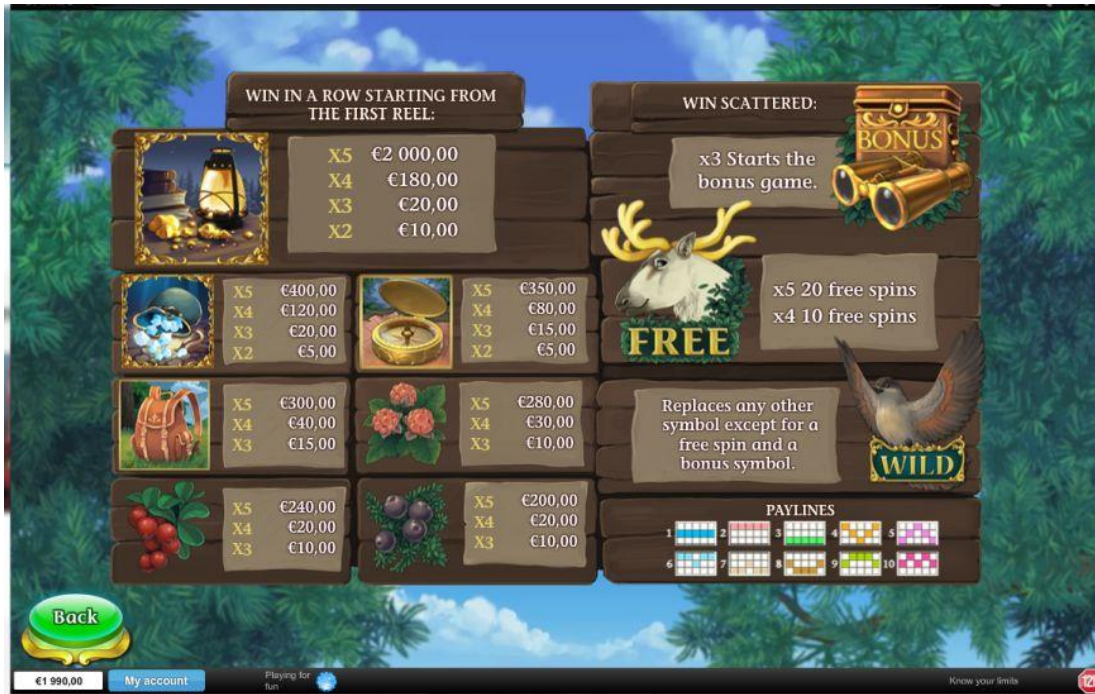 WIN IN A ROW STARTING FROM
THE FIRST REEL:
X5 €2 000,00
X4 €180,00
X3 €20,00
X2 €10,00
X5 €400,00
X4 €120,00
X3 €20,00
X2 €5,00
X5 €350,00
X4 €80,00
X3 €15,00
X2 €5,00
X5 €300,00
X4 €40,00
X3 €15,00
X5 €280,00
X4 €30,00
X3 €10,00
X5 €240,00
X4 €20,00
X3 €10,00
X5 €200,00
X4 €20,00
X3 €10,00
WIN SCATTERED:
BONUS
x3 Starts the
bonus game.
FREE
x5 20 free spins
x4 10 free spins
Replaces any other
symbol except for a
free spin and a
bonus symbol.
WILD
PAYLINES
1 2 3 4 5
6 7 8 9 10
Back
€1 990,00 My account Playing for
fun
Know your limits